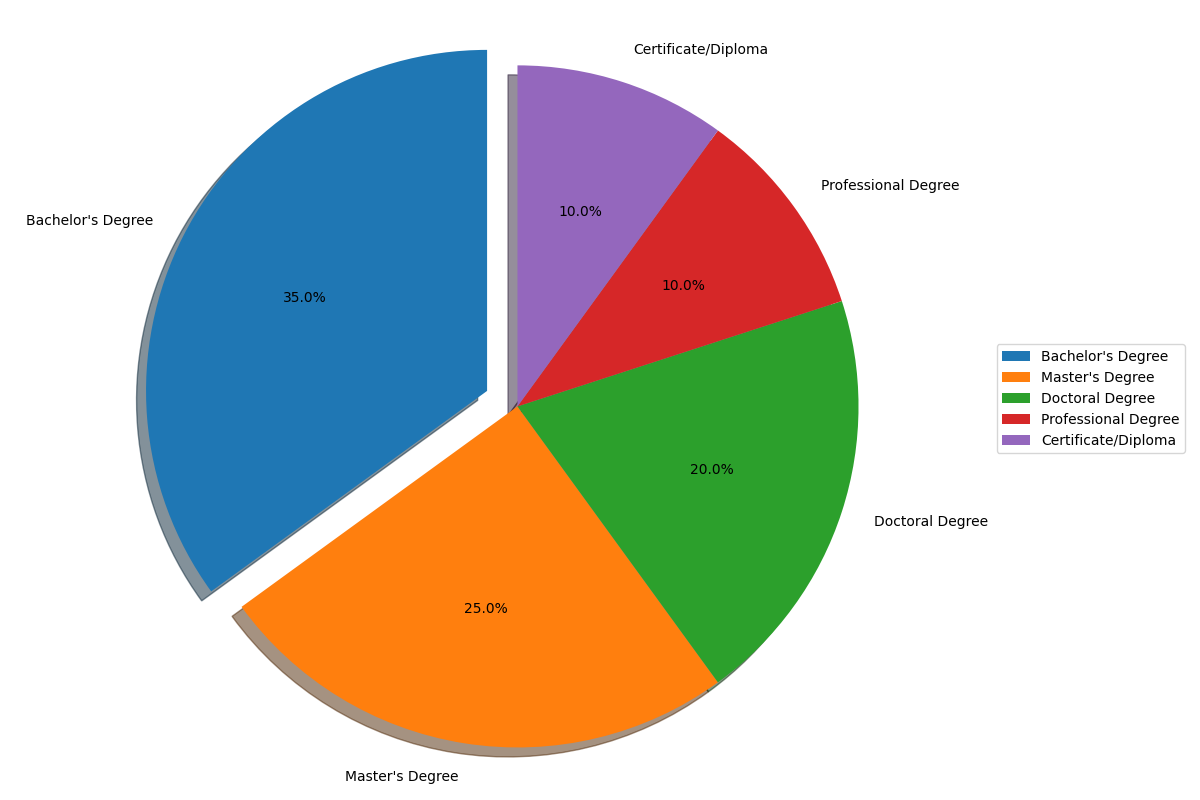 Certificate/Diploma
Professional Degree
Bachelor's Degree
10.0%
10.0%
35.0%
20.0%
Doctoral Degree
25.0%
Master's Degree
Bachelor's Degree
Master's Degree
Doctoral Degree
Professional Degree
Certificate/Diploma